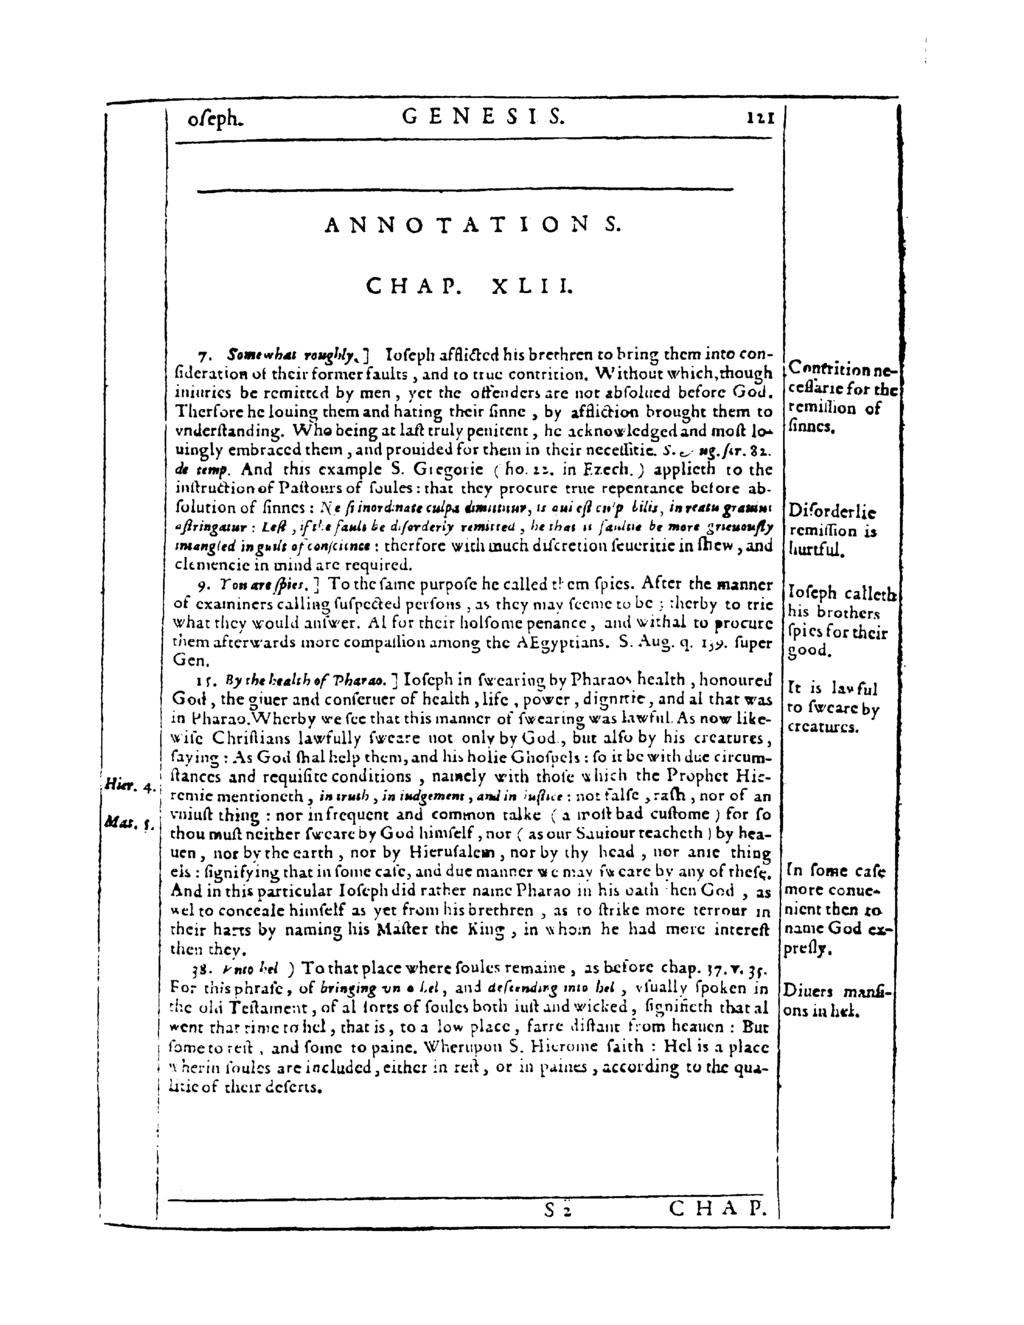 oſeph. GENESIS. 121
ANNOTATIONS.
CHAP. XLII.
7. Somewhat roughly.] Ioſeph afflicted his brethren to bring them into con-
ſideration of their former faults, and to true contrition. Without which, though
iniuries be remitted by men, yet the offenders are not abſolued before God.
Therfore he louing them and hating their ſinne, by affliction brought them to
vnderſtanding. Who being at laſt truly penitent, he acknowledged and moſt lo-
uingly embraced them, and prouided for them in their neceſſitie. S. Aug. ſer. 82.
de temp. And this example S. Gregorie (ho. 22. in Ezech.) applieth to the
inſtruction of Paſtours of ſoules: that they procure true repentance before ab-
ſolution of ſinnes: Ne ſi inordinate culpa dimittitur, is qui eſt culpabilis, in reatu grauius
aſtringatur: Leſt, if the fault be diſorderly remitted, he that is faultie be more grieuouſly
intangled in guilt of conſcience: therfore with much diſcretion ſeueritie in ſhew, and
clemencie in mind are required.
9. You are ſpies.] To the ſame purpoſe he called them ſpies. After the manner
of examiners calling ſuſpected perſons, as they may ſeeme to be; therby to trie
what they would anſwer. Al for their holſome penance, and withal to procure
them afterwards more compaſſion among the AEgyptians. S. Aug. q. 139. ſuper
Gen.
15. By the health of Pharao.] Ioſeph in ſwearing by Pharaos health, honoured
God, the giuer and conſeruer of health, life, power, dignitie, and al that was
in Pharao. Wherby we ſee that this manner of ſwearing was lawful. As now like-
wiſe Chriſtians lawfully ſweare not only by God, but alſo by his creatures,
ſaying: As God ſhal help them, and his holie Ghoſpels: ſo it be with due circum-
ſtances and requiſite conditions, namely with thoſe which the Prophet Hie-
remie mentioneth, in truth, in iudgement, and in iuſtice: not falſe, raſh, nor of an
vniuſt thing: nor in frequent and common talke (a moſt bad cuſtome) for ſo
thou muſt neither ſweare by God himſelf, nor (as our Sauiour teacheth) by hea-
uen, nor by the earth, nor by Hieruſalem, nor by thy head, nor anie thing
els: ſignifying that in ſome caſe, and due manner we may ſweare by any of theſe.
And in this particular Ioſeph did rather name Pharao in his oath then God, as
wel to conceale himſelf as yet from his brethren, as to ſtrike more terrour in
their harts by naming his Maſter the King, in whom he had more intereſt
then they.
38. Vnto hel) To that place where ſoules remaine, as before chap. 37. v. 35.
For this phraſe, of bringing vnto hel, and deſcending into hel, vſually ſpoken in
the old Teſtament, of al ſorts of ſoules both iuſt and wicked, ſignifieth that al
went that time to hel, that is, to a low place, farre diſtant from heauen: But
ſome to reſt, and ſome to paine. Wherupon S. Hierome ſaith: Hel is a place
wherin ſoules are included, either in reſt, or in paines, according to the qua-
litie of their deſerts.
Hier. 4.
Mat. 5.
Contrition ne-
ceſſarie for the
remiſſion of
ſinnes.
Diſorderlie
remiſſion is
hurtful.
Ioſeph calleth
his brothers
ſpies for their
good.
It is lawful
to ſweare by
creatures.
In ſome caſe
more conue-
nient then to
name God ex-
preſly.
Diuers manſi-
ons in hel.
S 2 CHAP.